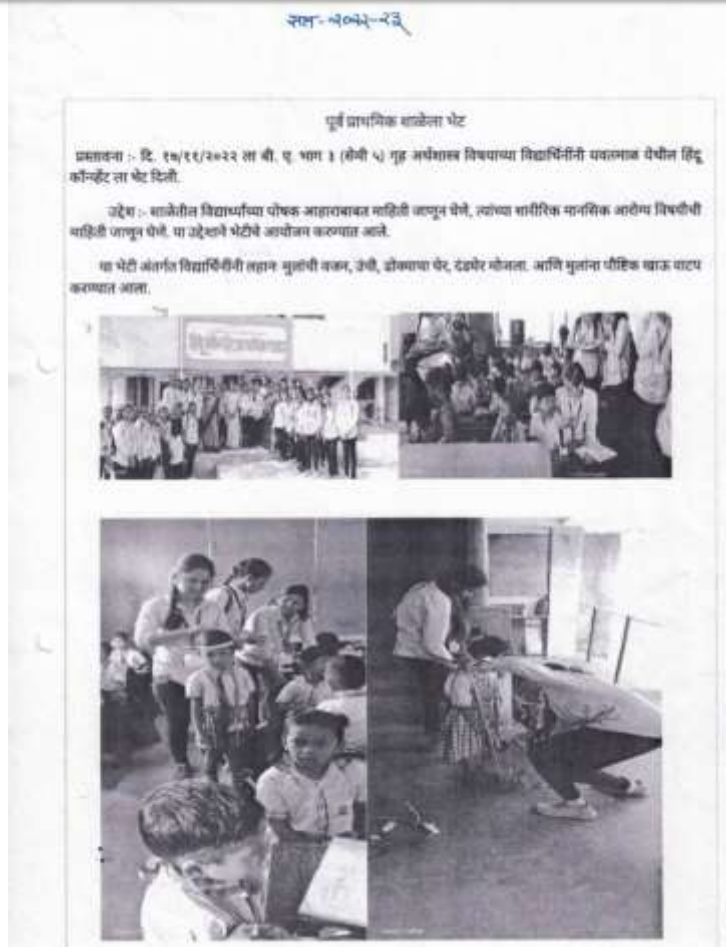 सत्र-२०२२-२३
पूर्व प्राथमिक शाळेला भेट
प्रस्तावना :- दि. १७/११/२०२२ ला बी. ए. भाग ३ (सेमी ५) गृह अर्थशास्त्र विषयाच्या विद्यार्थिनींनी यवतमाळ येथील हिंदू
कॉन्व्हेंट ला भेट दिली.
उद्देश :- शाळेतील विद्यार्थ्यांच्या पोषक आहाराबाबत माहिती जाणून घेणे, त्यांच्या शारीरिक मानसिक आरोग्य विषयीची
माहिती जाणून घेणे. या उद्देशाने भेटीचे आयोजन करण्यात आले.
या भेटी अंतर्गत विद्यार्थिनींनी लहान मुलांची वजन, उंची, डोक्याचा घेर, दंडघेर मोजला. आणि मुलांना पौष्टिक खाऊ वाटप
करण्यात आला.